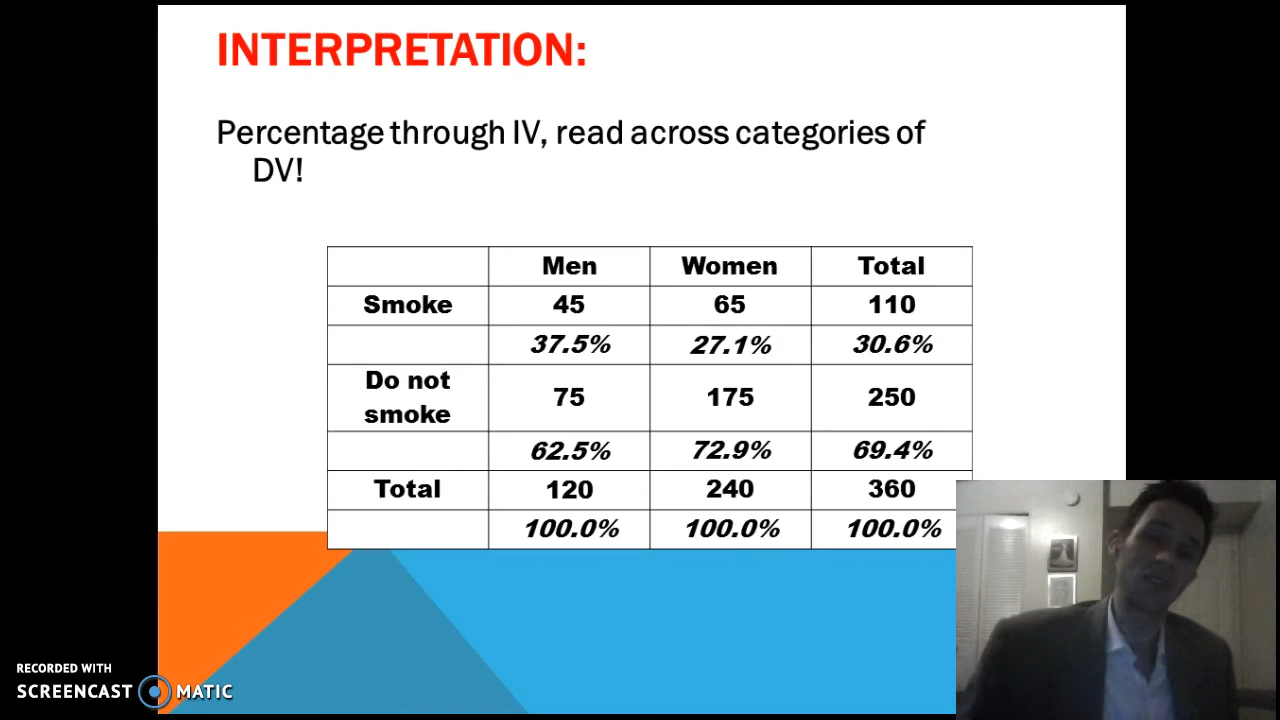 INTERPRETATION:
Percentage through IV, read across categories of
DV!
Men Women Total
Smoke 45 65 110
37.5% 27.1% 30.6%
Do not
smoke 75 175 250
62.5% 72.9% 69.4%
Total 120 240 360
100.0% 100.0% 100.0%
RECORDED WITH
SCREENCAST MATIC